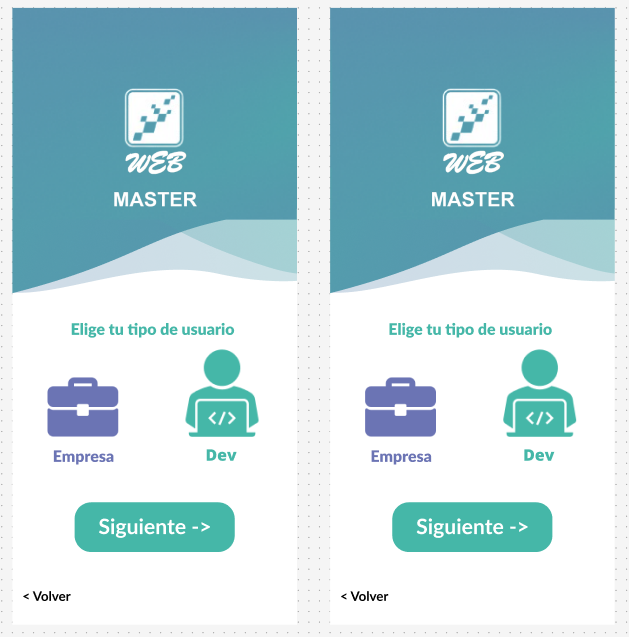 WEB
MASTER
Elige tu tipo de usuario
</>
Empresa
Dev
Siguiente ->
< Volver
WEB
MASTER
Elige tu tipo de usuario
</>
Empresa
Dev
Siguiente ->
< Volver